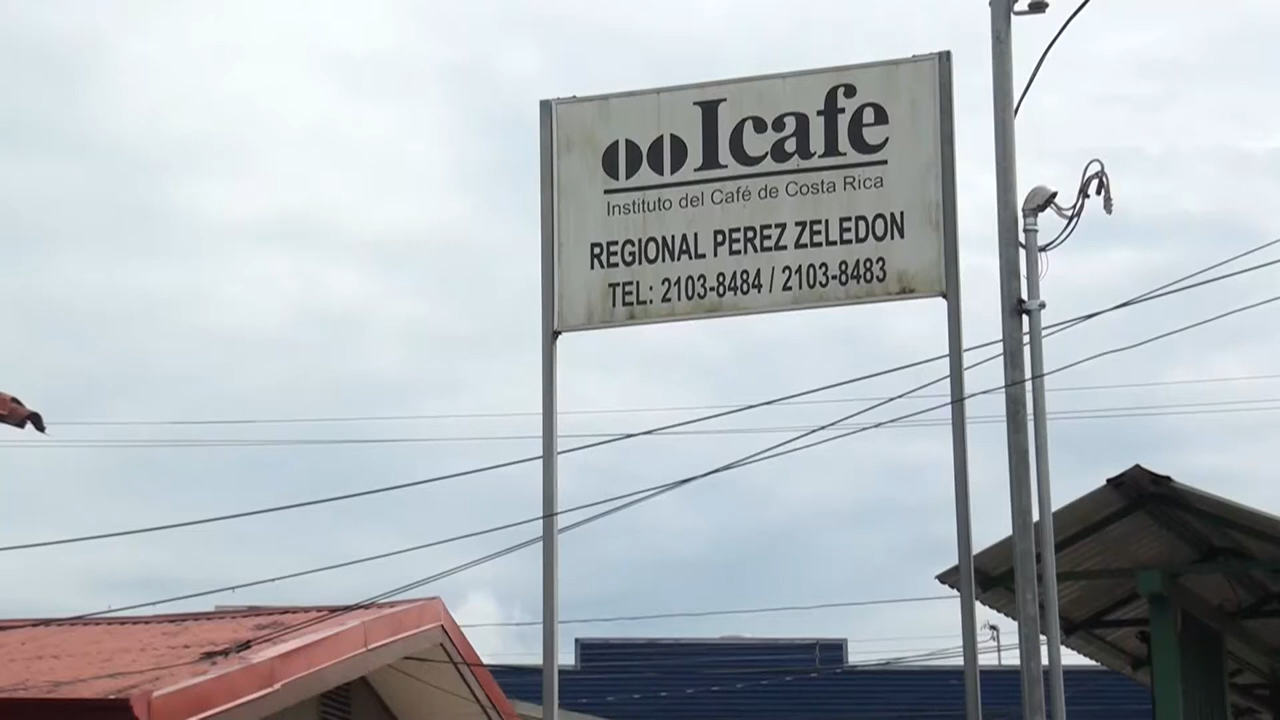 Icafe
Instituto del Café de Costa Rica
REGIONAL PEREZ ZELEDON
TEL: 2103-8484 / 2103-8483